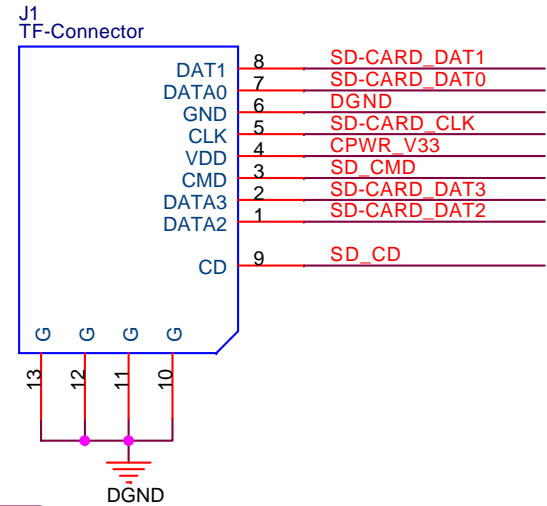 J1
TF-Connector
DAT1 8 SD-CARD_DAT1
DATA0 7 SD-CARD_DAT0
GND 6 DGND
CLK 5 SD-CARD_CLK
VDD 4 CPWR_V33
CMD 3 SD_CMD
DATA3 2 SD-CARD_DAT3
DATA2 1 SD-CARD_DAT2
CD 9 SD_CD
G G G G
13 12 11 10
DGND